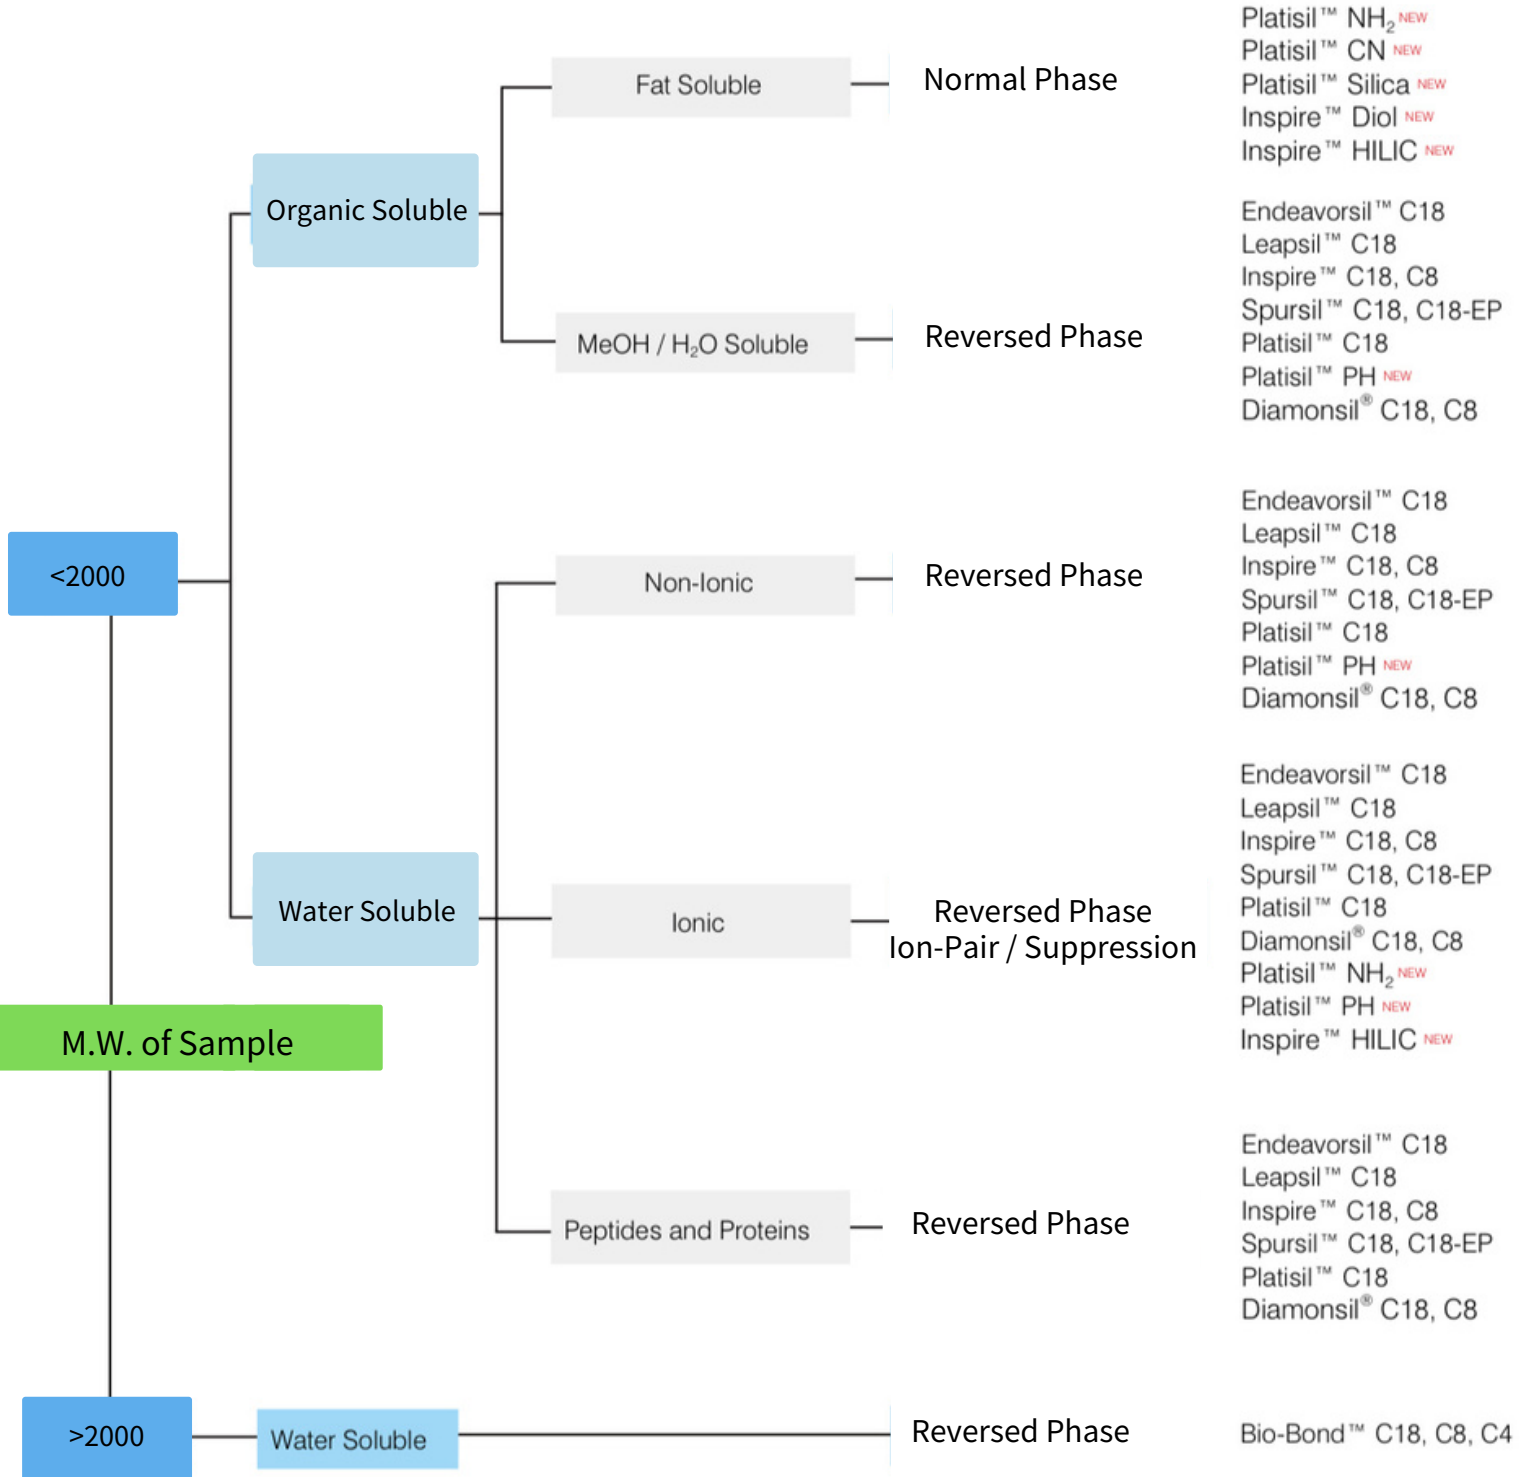 Platisil™ NH₂ NEW
Platisil™ CN NEW
Platisil™ Silica NEW
Inspire™ Diol NEW
Inspire™ HILIC NEW
Fat Soluble
Normal Phase
Organic Soluble
Endeavorsil™ C18
Leapsil™ C18
Inspire™ C18, C8
Spursil™ C18, C18-EP
Platisil™ C18
Platisil™ PH NEW
Diamonsil® C18, C8
MeOH / H₂O Soluble
Reversed Phase
<2000
Non-Ionic
Reversed Phase
Endeavorsil™ C18
Leapsil™ C18
Inspire™ C18, C8
Spursil™ C18, C18-EP
Platisil™ C18
Platisil™ PH NEW
Diamonsil® C18, C8
Water Soluble
Ionic
Reversed Phase
Ion-Pair / Suppression
Endeavorsil™ C18
Leapsil™ C18
Inspire™ C18, C8
Spursil™ C18, C18-EP
Platisil™ C18
Diamonsil® C18, C8
Platisil™ NH₂ NEW
Platisil™ PH NEW
Inspire™ HILIC NEW
M.W. of Sample
Peptides and Proteins
Reversed Phase
Endeavorsil™ C18
Leapsil™ C18
Inspire™ C18, C8
Spursil™ C18, C18-EP
Platisil™ C18
Diamonsil® C18, C8
>2000
Water Soluble
Reversed Phase
Bio-Bond™ C18, C8, C4